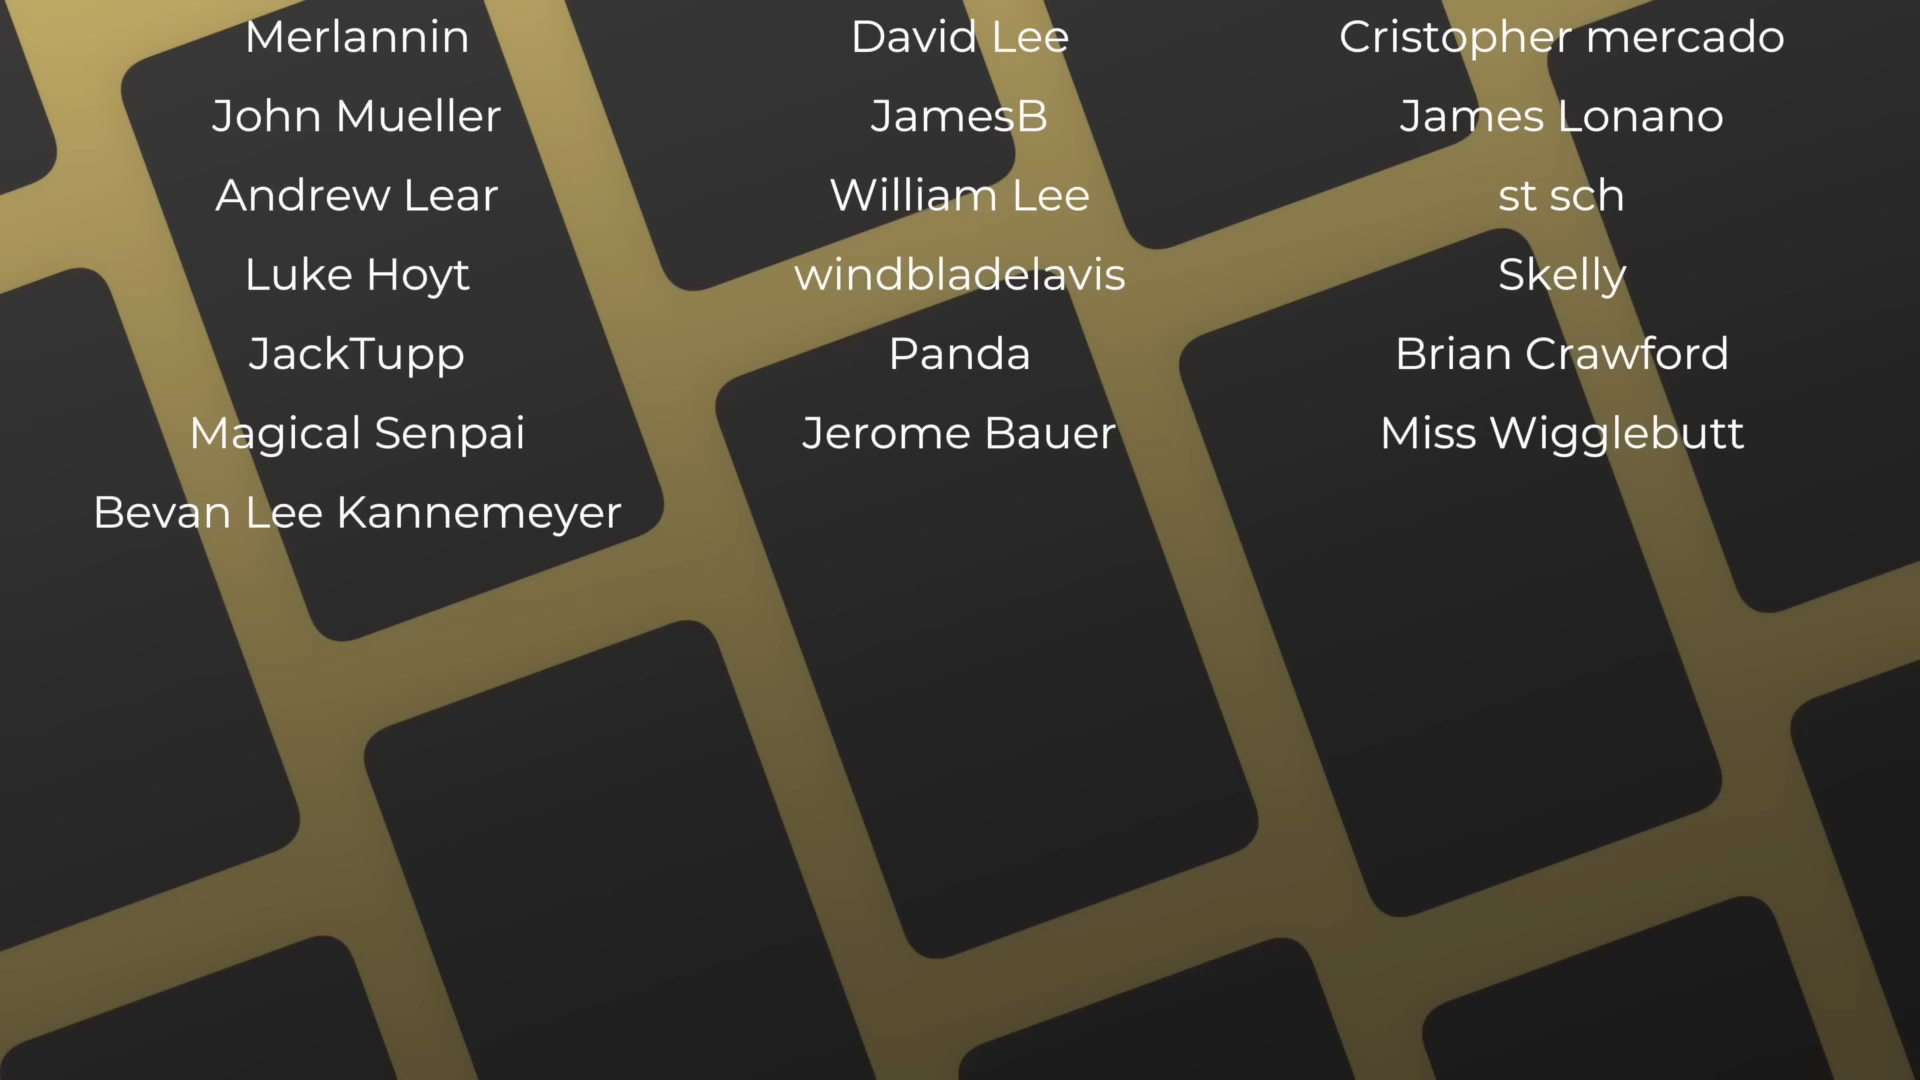 Merlannin David Lee Cristopher mercado
John Mueller JamesB James Lonano
Andrew Lear William Lee st sch
Luke Hoyt windbladelavis Skelly
JackTupp Panda Brian Crawford
Magical Senpai Jerome Bauer Miss Wigglebutt
Bevan Lee Kannemeyer